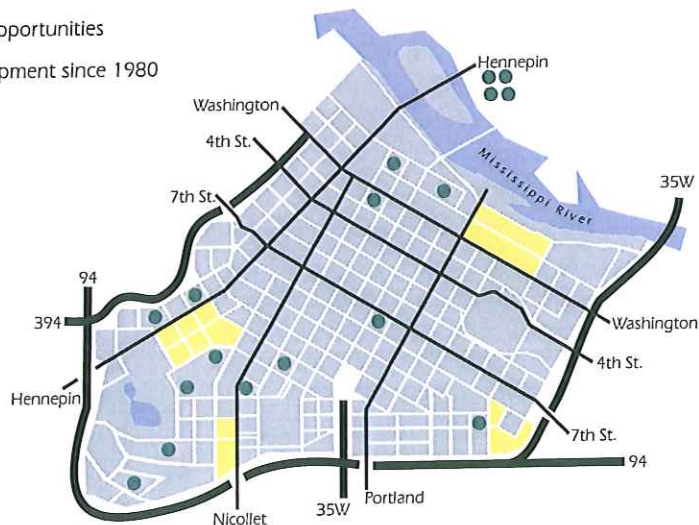 pportunities
pment since 1980
Hennepin
Washington
4th St.
7th St.
Mississippi River
35W
94
394
Washington
4th St.
Hennepin
7th St.
94
35W
Portland
Nicollet